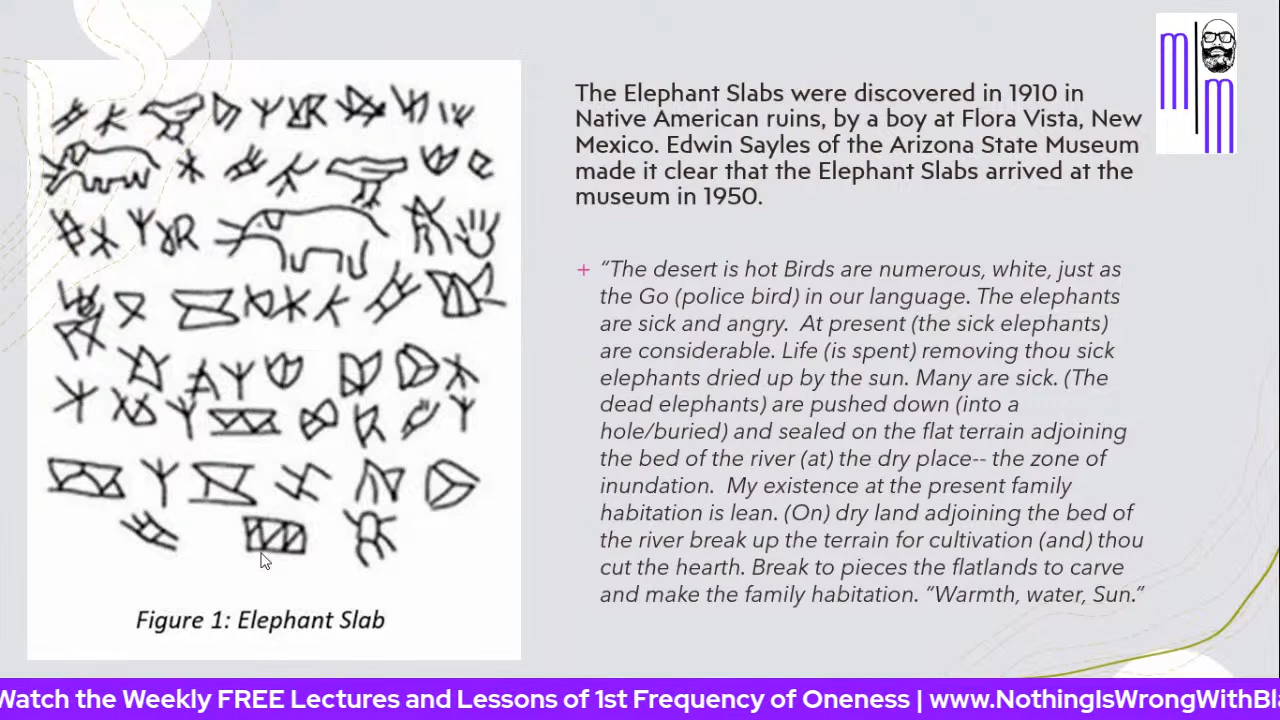 The Elephant Slabs were discovered in 1910 in
Native American ruins, by a boy at Flora Vista, New
Mexico. Edwin Sayles of the Arizona State Museum
made it clear that the Elephant Slabs arrived at the
museum in 1950.
+ “The desert is hot Birds are numerous, white, just as
the Go (police bird) in our language. The elephants
are sick and angry.  At present (the sick elephants)
are considerable. Life (is spent) removing thou sick
elephants dried up by the sun. Many are sick. (The
dead elephants) are pushed down (into a
hole/buried) and sealed on the flat terrain adjoining
the bed of the river (at) the dry place-- the zone of
inundation.  My existence at the present family
habitation is lean. (On) dry land adjoining the bed of
the river break up the terrain for cultivation (and) thou
cut the hearth. Break to pieces the flatlands to carve
and make the family habitation. “Warmth, water, Sun.”
Figure 1: Elephant Slab
Watch the Weekly FREE Lectures and Lessons of 1st Frequency of Oneness | www.NothingIsWrongWithBl